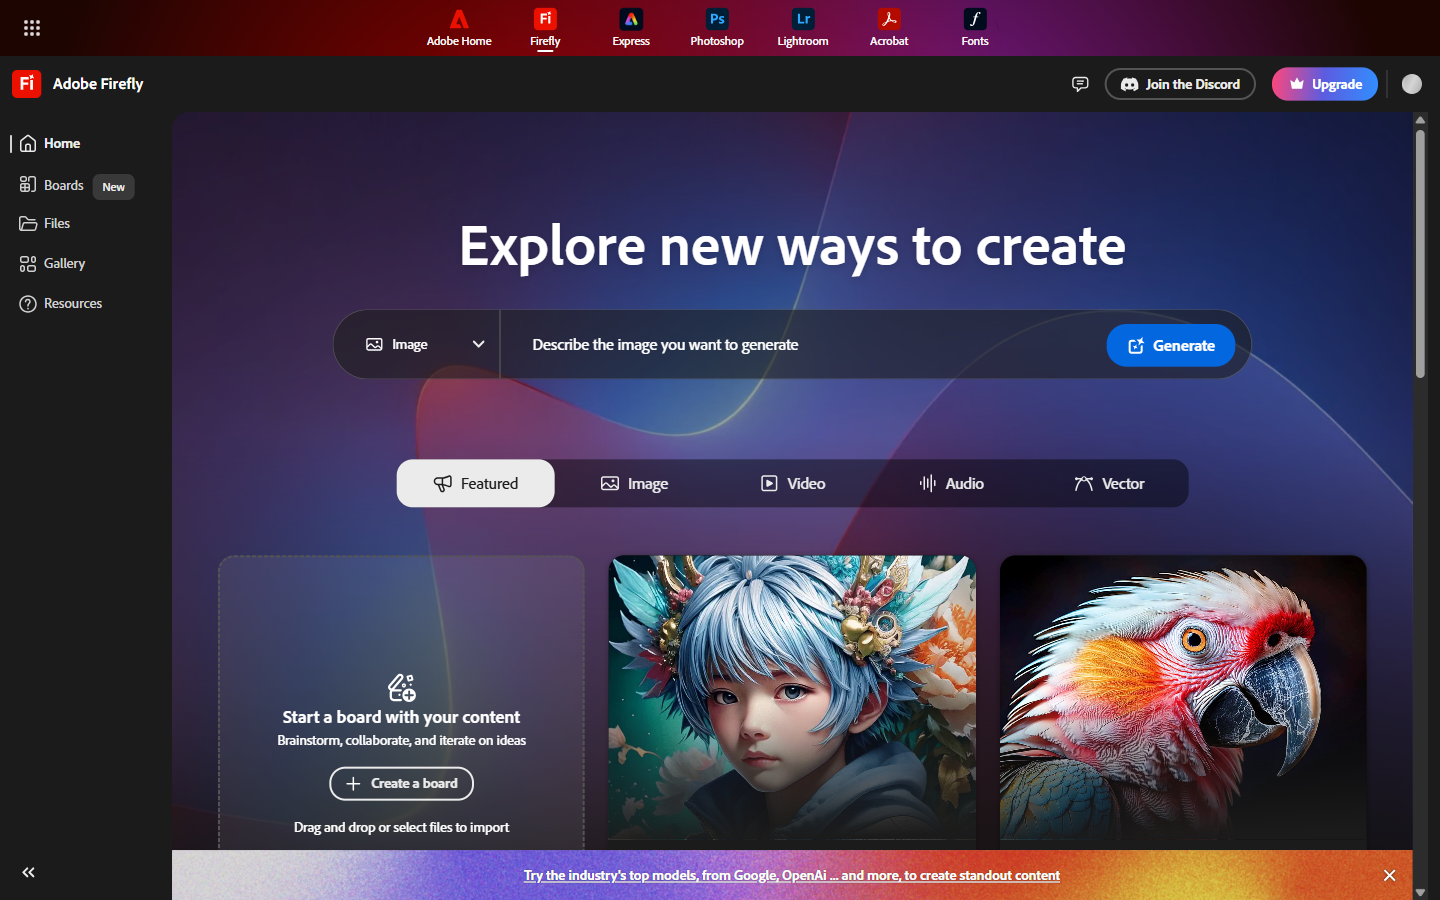 Adobe Home
Fi
Firefly
Express
Ps
Photoshop
Lr
Lightroom
Acrobat
f
Fonts
Fi
Adobe Firefly
Join the Discord
Upgrade
Home
Boards
New
Files
Gallery
Resources
Explore new ways to create
Image
Describe the image you want to generate
Generate
Featured
Image
Video
Audio
Vector
Start a board with your content
Brainstorm, collaborate, and iterate on ideas
Create a board
Drag and drop or select files to import
Try the industry's top models, from Google, OpenAi ... and more, to create standout content